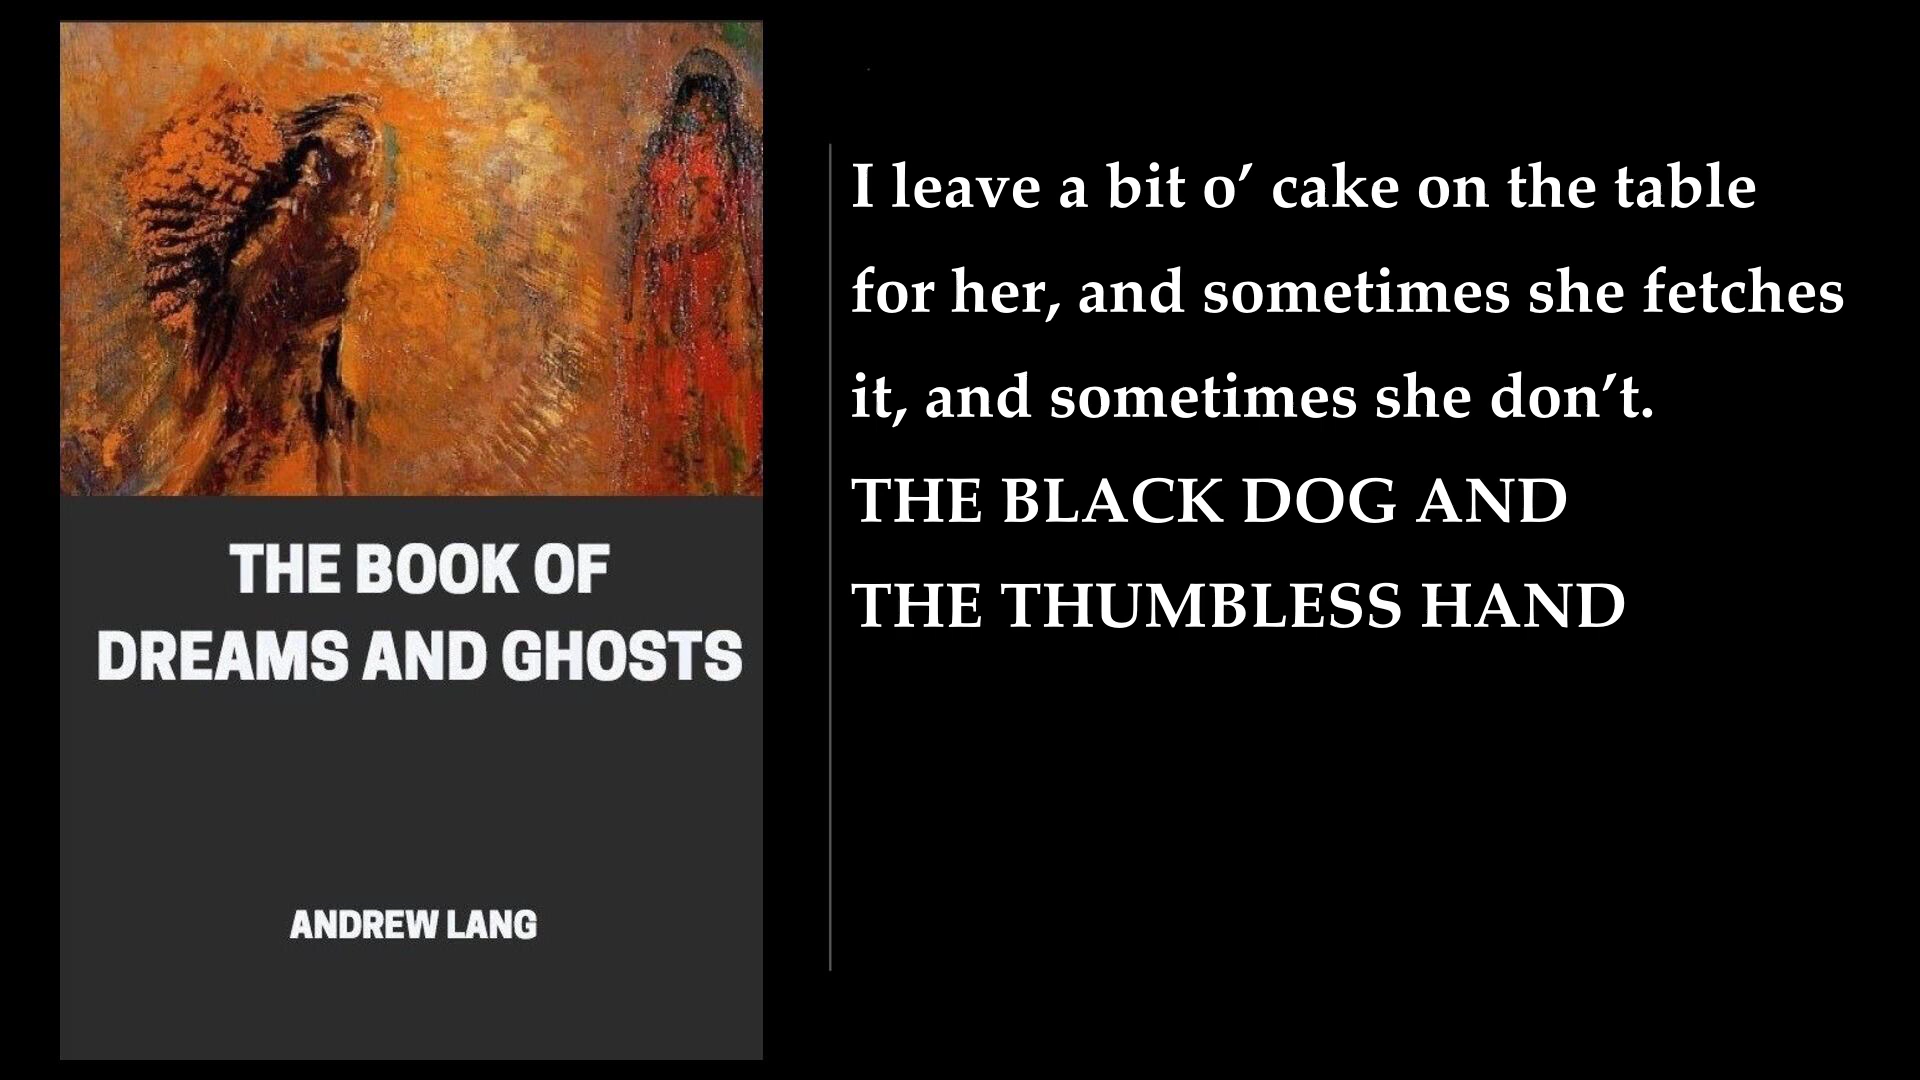 THE BOOK OF
DREAMS AND GHOSTS
ANDREW LANG
I leave a bit o’ cake on the table
for her, and sometimes she fetches
it, and sometimes she don’t.
THE BLACK DOG AND
THE THUMBLESS HAND